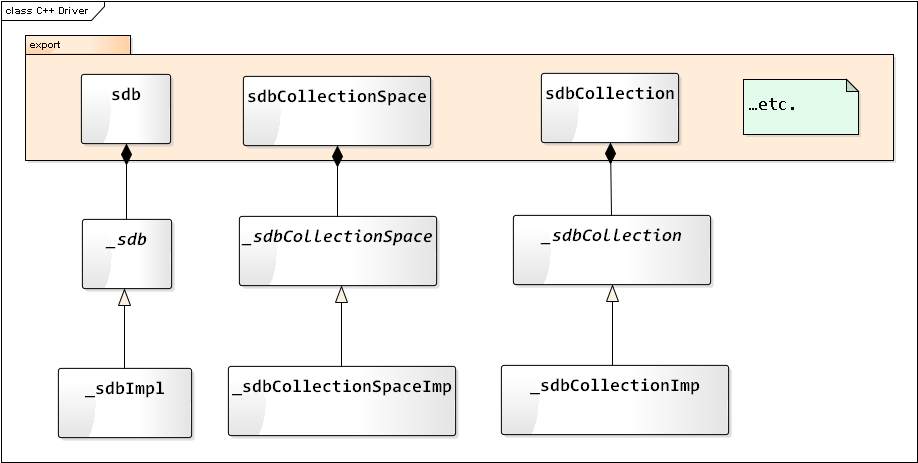 class C++ Driver
export
sdb
sdbCollectionSpace
sdbCollection
…etc.
_sdb
_sdbCollectionSpace
_sdbCollection
_sdbImpl
_sdbCollectionSpaceImp
_sdbCollectionImp